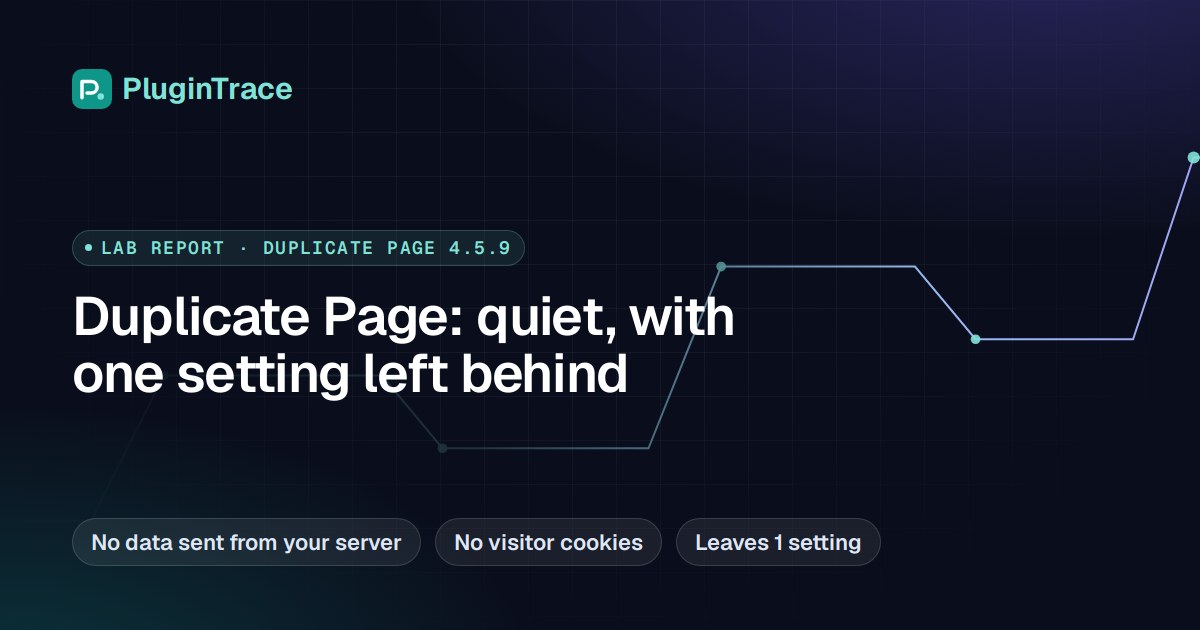 PluginTrace
LAB REPORT · DUPLICATE PAGE 4.5.9
Duplicate Page: quiet, with
one setting left behind
No data sent from your server
No visitor cookies
Leaves 1 setting